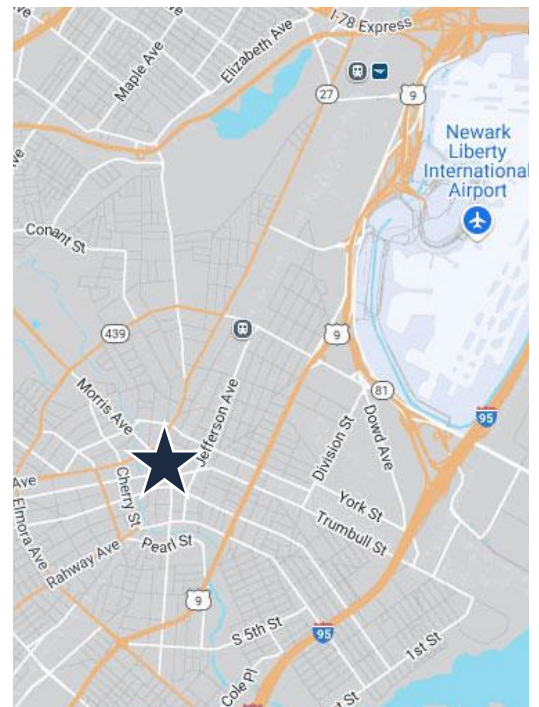 I-78 Express
Maple Ave
Elizabeth Ave
27
9
Newark
Liberty
International
Airport
Conant St
439
9
81
95
Morris Ave
Jefferson Ave
Dowd Ave
Division St
Ave
Cherry St
York St
Trumbull St
Elmora Ave
Pearl St
Rahway Ave
9
S 5th St
95
1st St
Cole Pl
st St